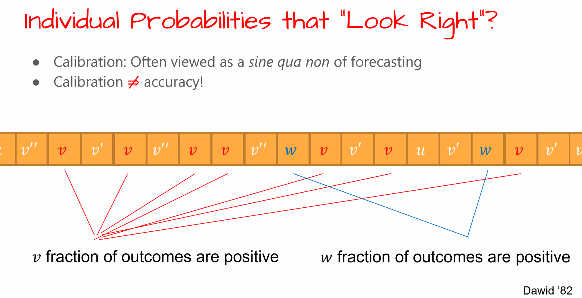 Individual Probabilities that "Look Right"?
● Calibration: Often viewed as a sine qua non of forecasting
● Calibration ⇏ accuracy!
v'' v v' v v'' v v v'' w v v' v u v' w v v'
v fraction of outcomes are positive w fraction of outcomes are positive
Dawid '82